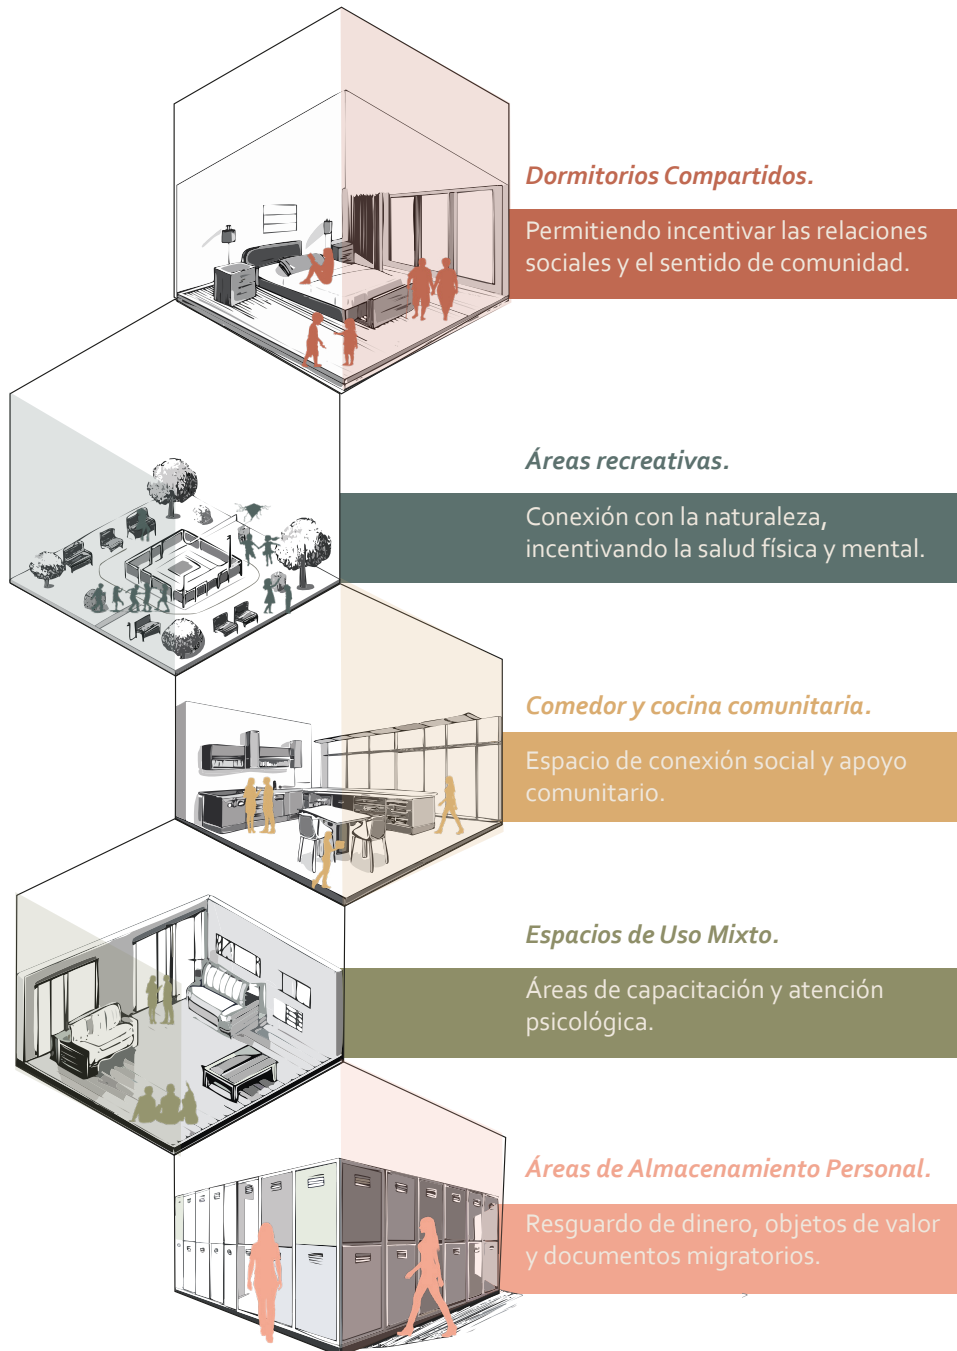 Dormitorios Compartidos.
Permitiendo incentivar las relaciones
sociales y el sentido de comunidad.
Áreas recreativas.
Conexión con la naturaleza,
incentivando la salud física y mental.
Comedor y cocina comunitaria.
Espacio de conexión social y apoyo
comunitario.
Espacios de Uso Mixto.
Áreas de capacitación y atención
psicológica.
Áreas de Almacenamiento Personal.
Resguardo de dinero, objetos de valor
y documentos migratorios.